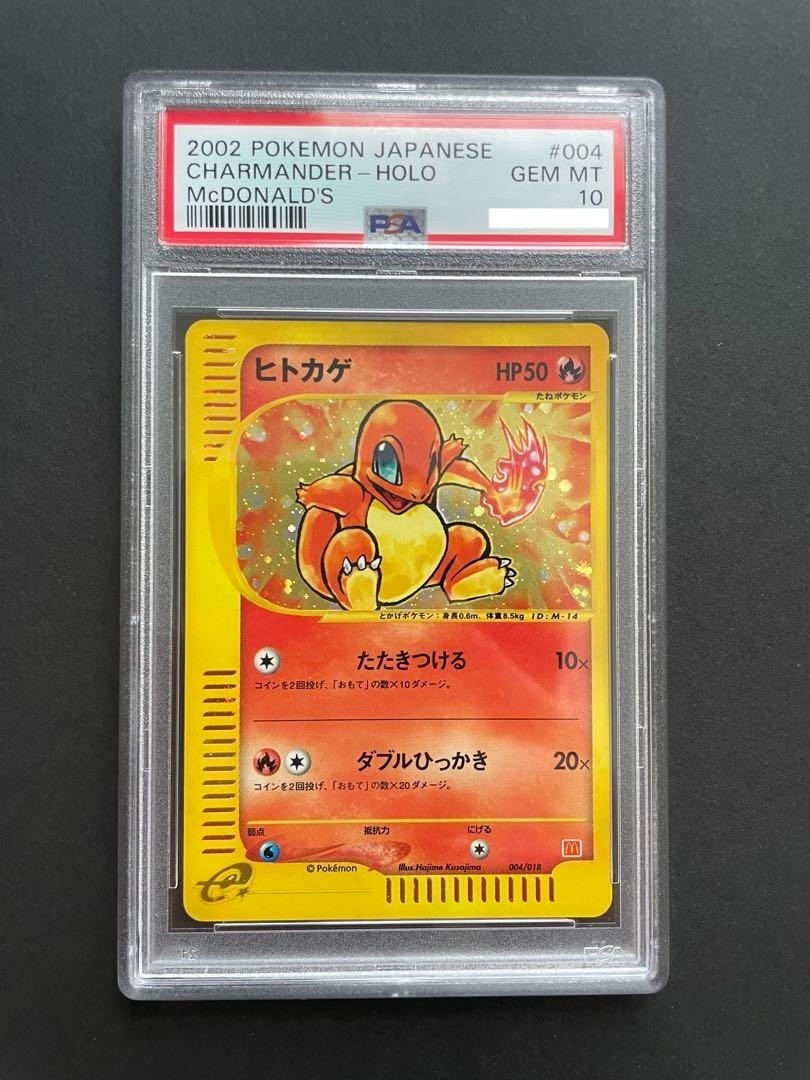 2002 POKEMON JAPANESE #004
CHARMANDER – HOLO GEM MT
McDONALD'S 10
PSA
ヒトカゲ HP50
たねポケモン
とかげポケモン：身長0.6m、体重8.5kg ID:M-14
たたきつける 10×
コインを2回投げ、「おもて」の数×10ダメージ。
ダブルひっかき 20×
コインを2回投げ、「おもて」の数×20ダメージ。
弱点 抵抗力 にげる
© Pokémon Illus.Hajime Kusajima 004/018
e
PSA